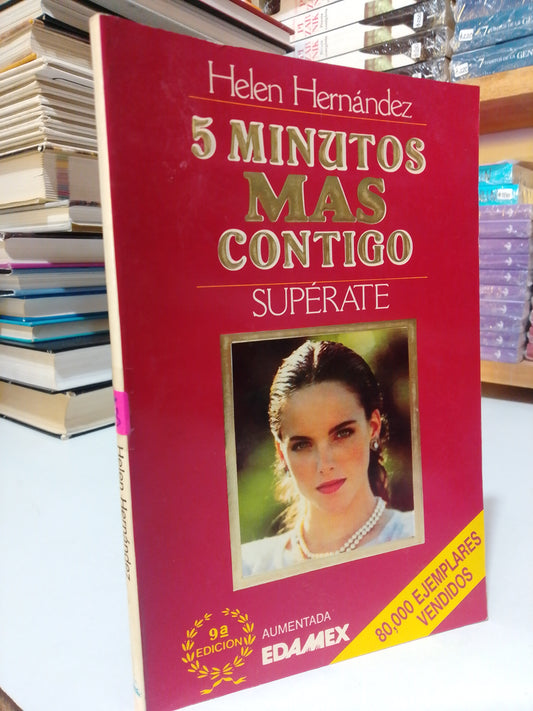 Helen Hernández
5 MINUTOS
MAS
CONTIGO
SUPÉRATE
80,000 EJEMPLARES
VENDIDOS
9ª
EDICION
AUMENTADA
EDAMEX
Helen Hernández